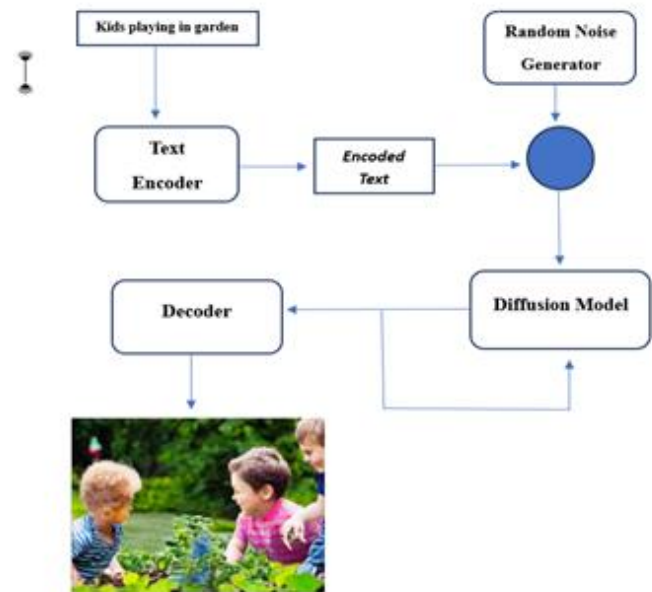 Kids playing in garden
Random Noise
Generator
Text
Encoder
Encoded
Text
Decoder
Diffusion Model